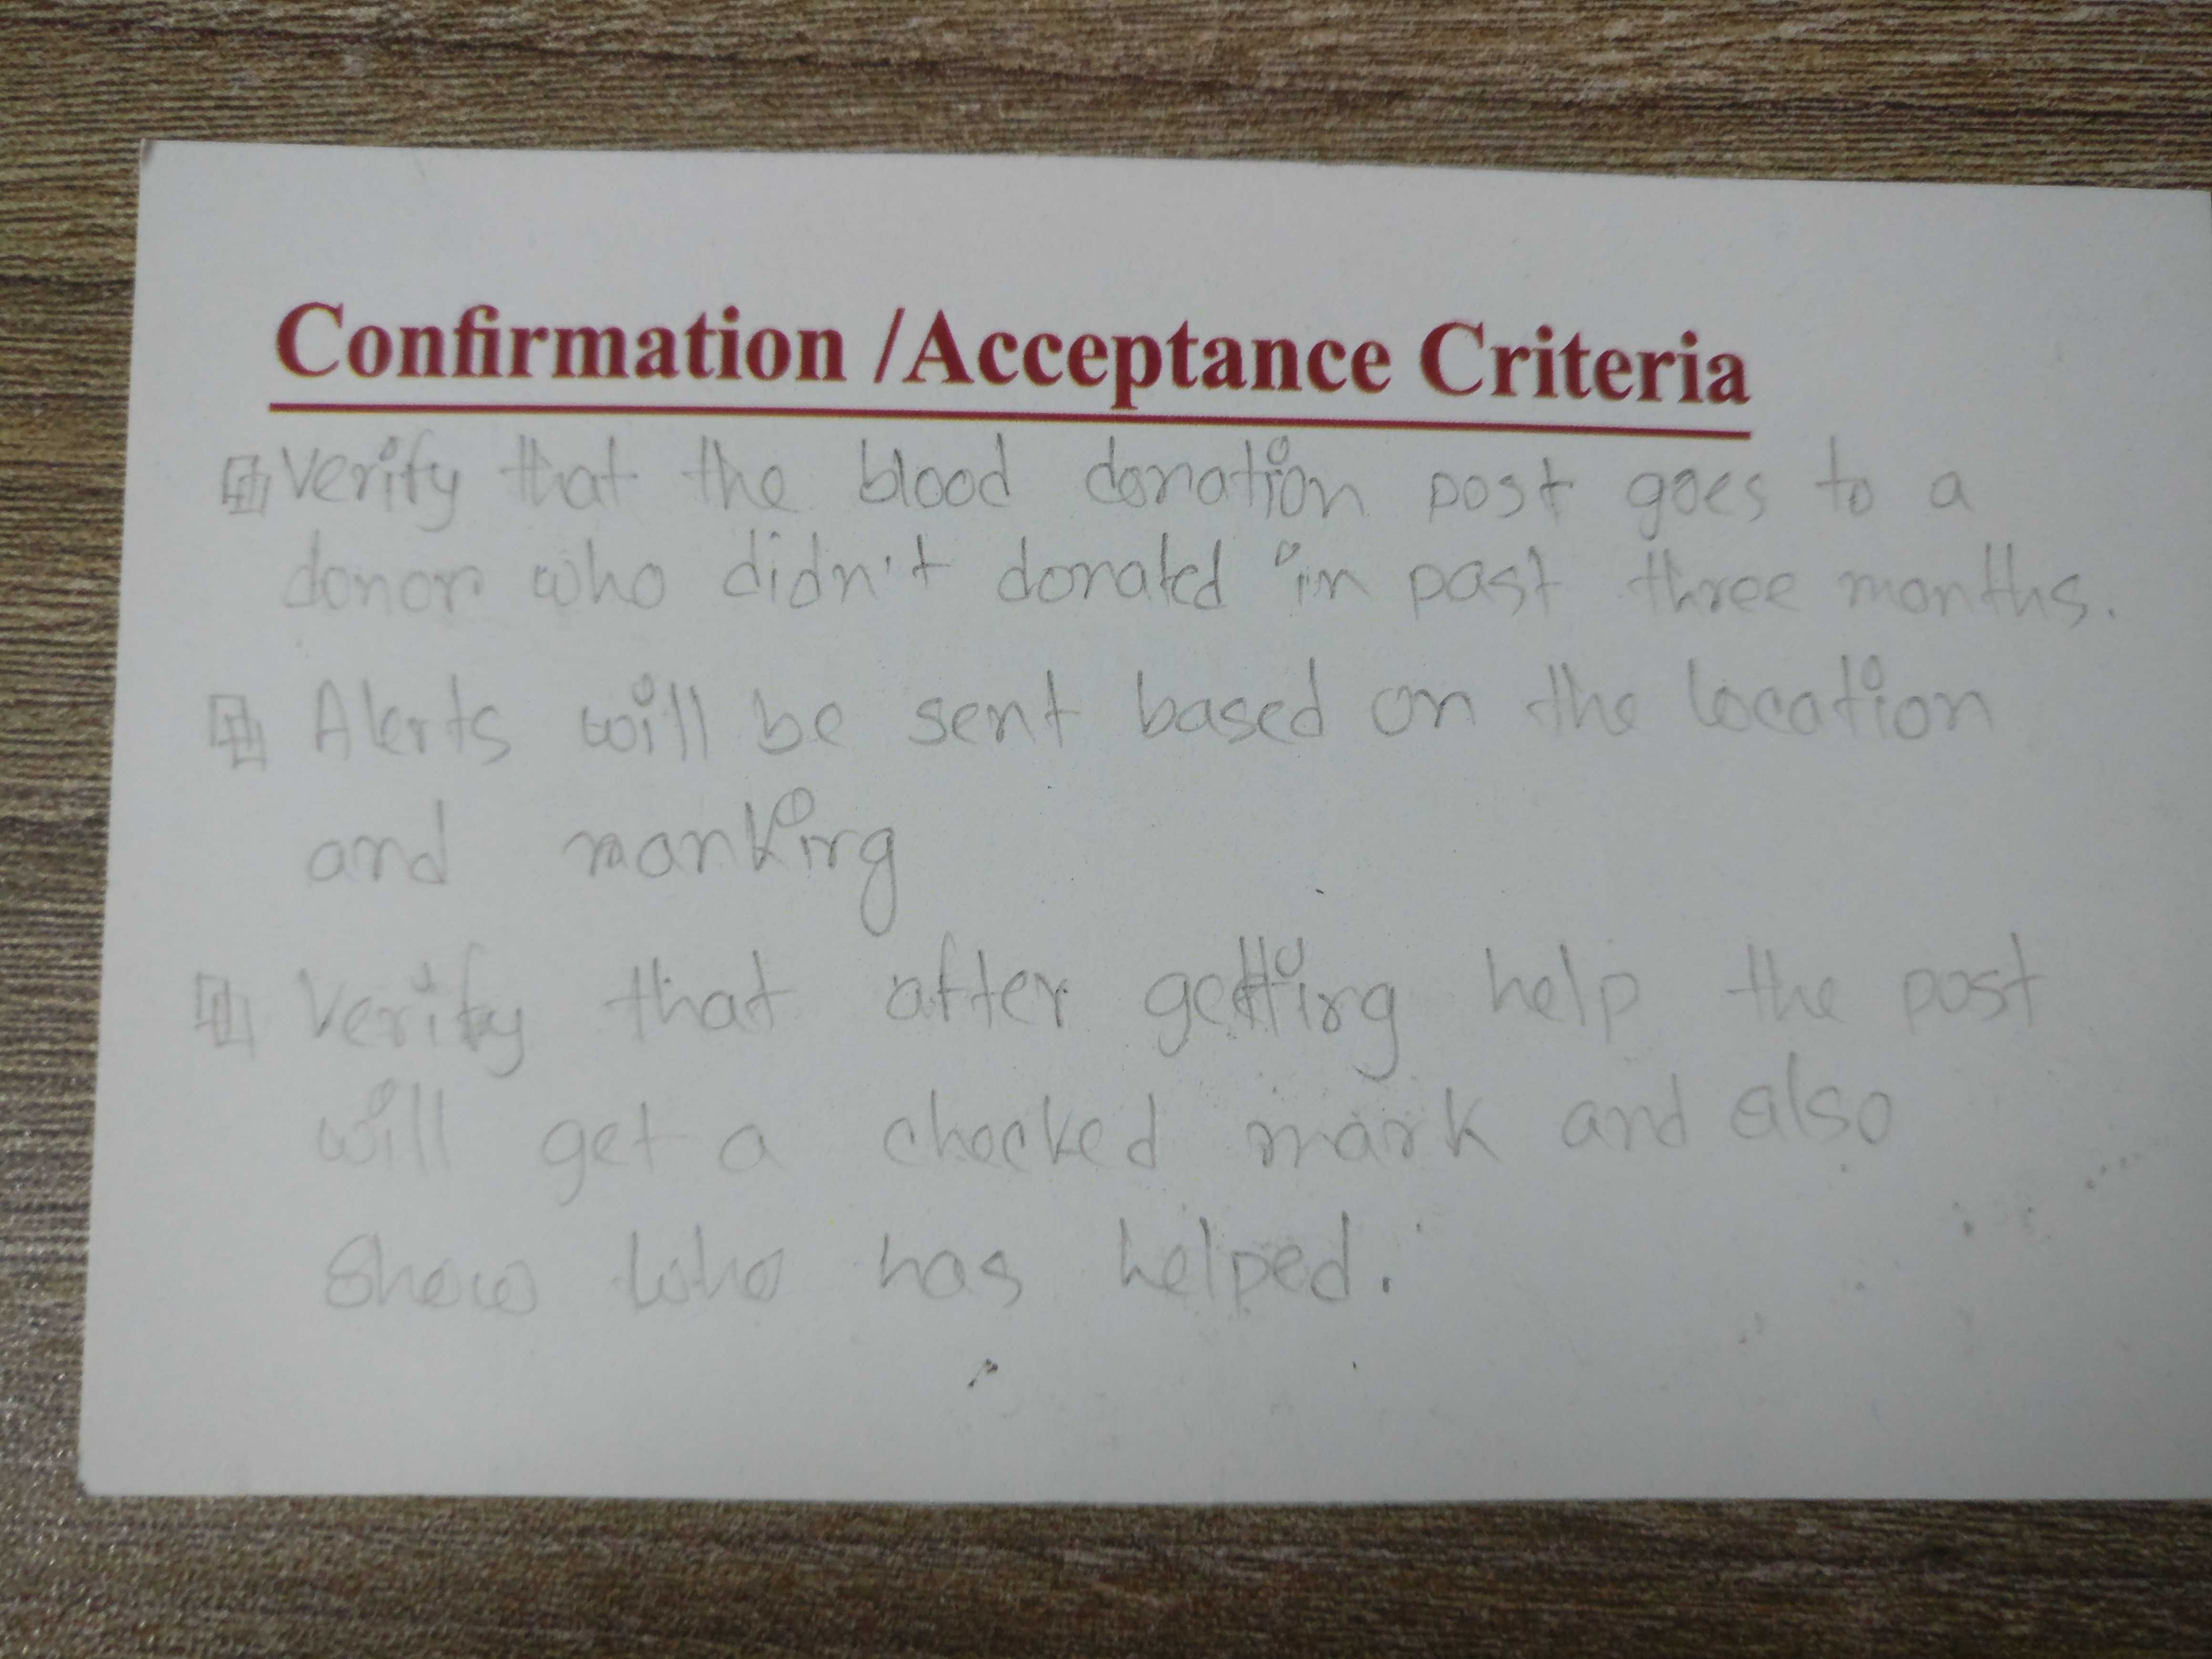 Confirmation /Acceptance Criteria
Verify that the blood donation post goes to a
donor who didn't donated in past three months.
Alerts will be sent based on the location
and
Verify that after getting help the post
will get a checked mark and also
show who has helped.